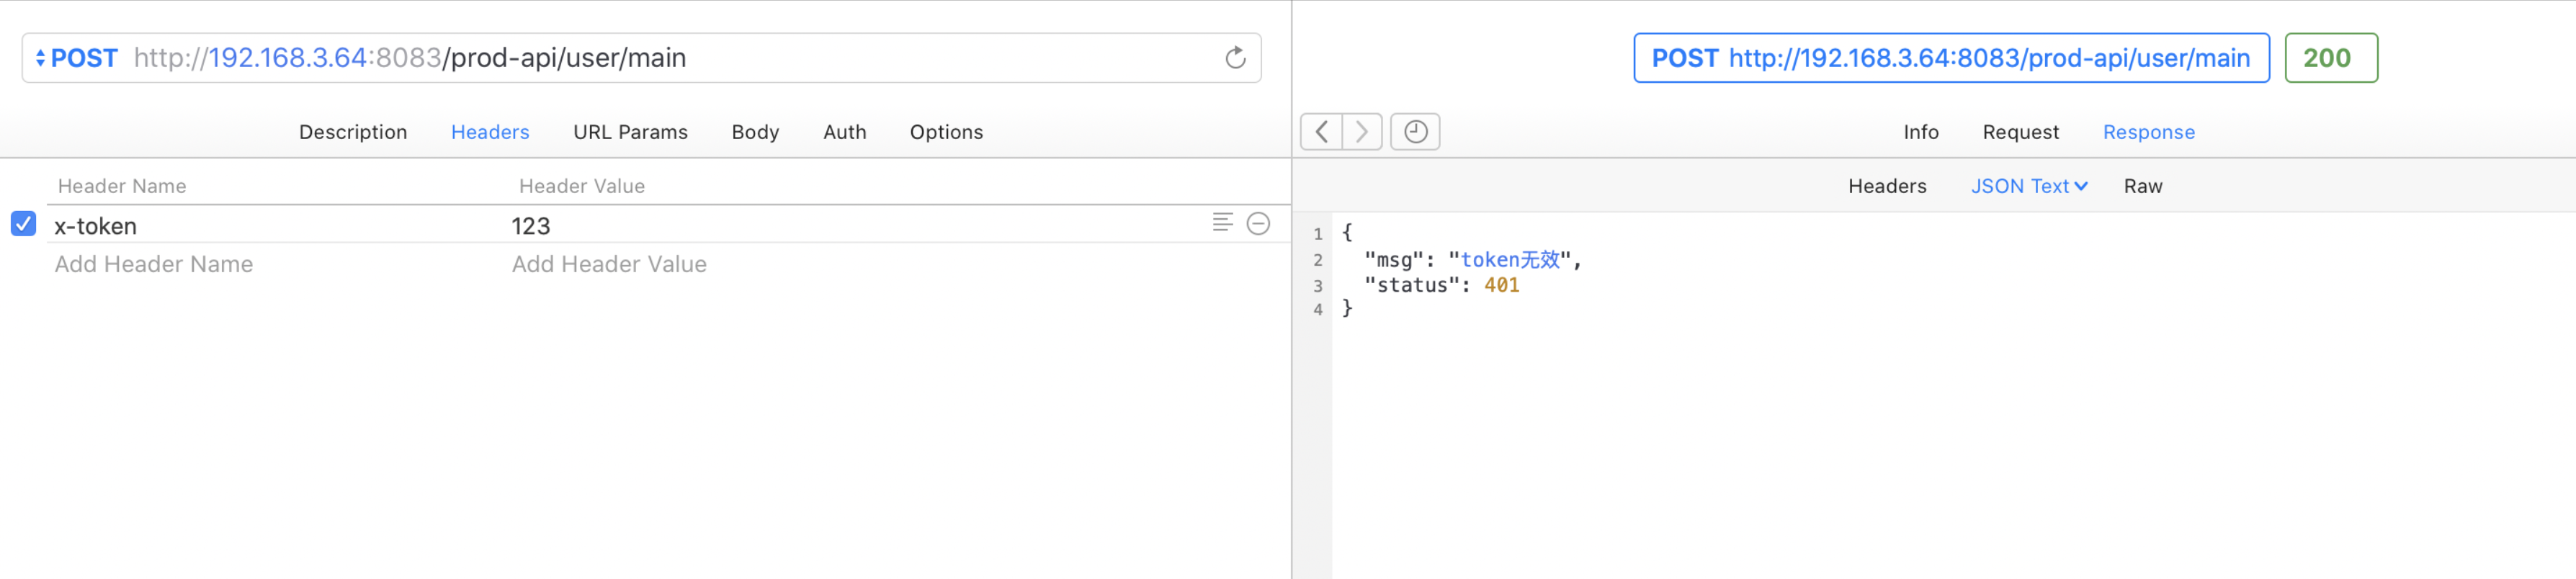 POST http://192.168.3.64:8083/prod-api/user/main
Description Headers URL Params Body Auth Options
Header Name Header Value
x-token 123
Add Header Name Add Header Value
POST http://192.168.3.64:8083/prod-api/user/main 200
Info Request Response
Headers JSON Text Raw
1 {
2 "msg": "token无效",
3 "status": 401
4 }